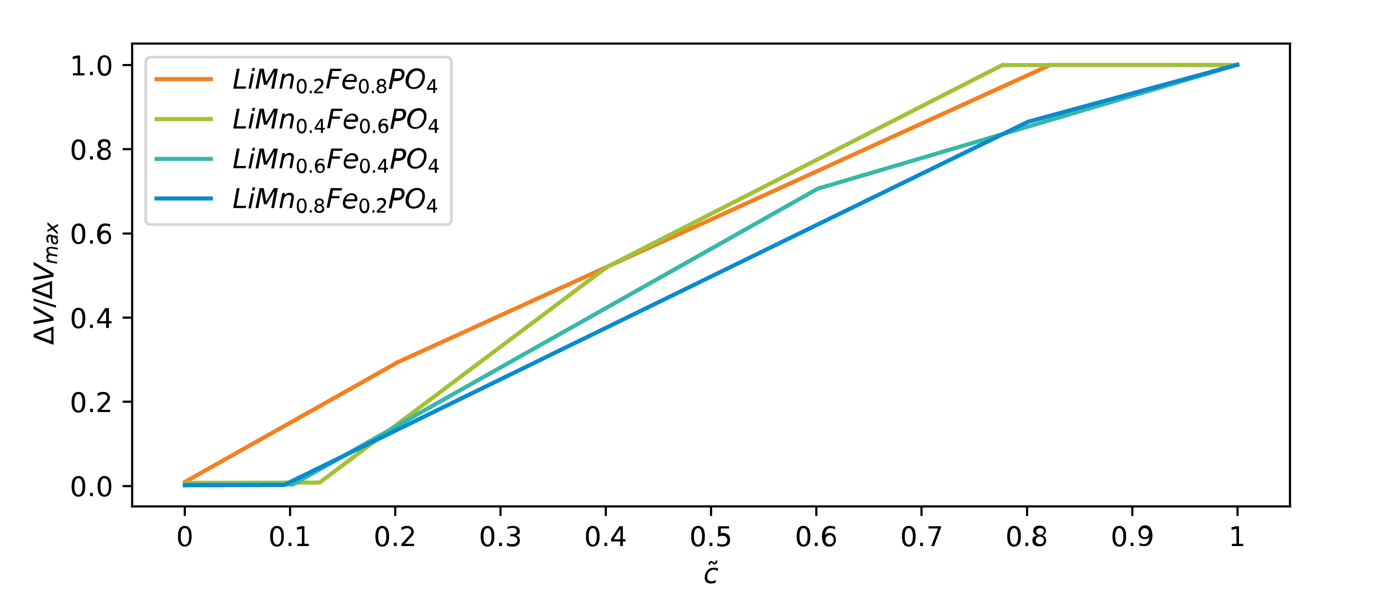 LiMn₀.₂Fe₀.₈PO₄
LiMn₀.₄Fe₀.₆PO₄
LiMn₀.₆Fe₀.₄PO₄
LiMn₀.₈Fe₀.₂PO₄
1.0
0.8
0.6
0.4
0.2
0.0
ΔV/ΔVmax
0 0.1 0.2 0.3 0.4 0.5 0.6 0.7 0.8 0.9 1
c̃